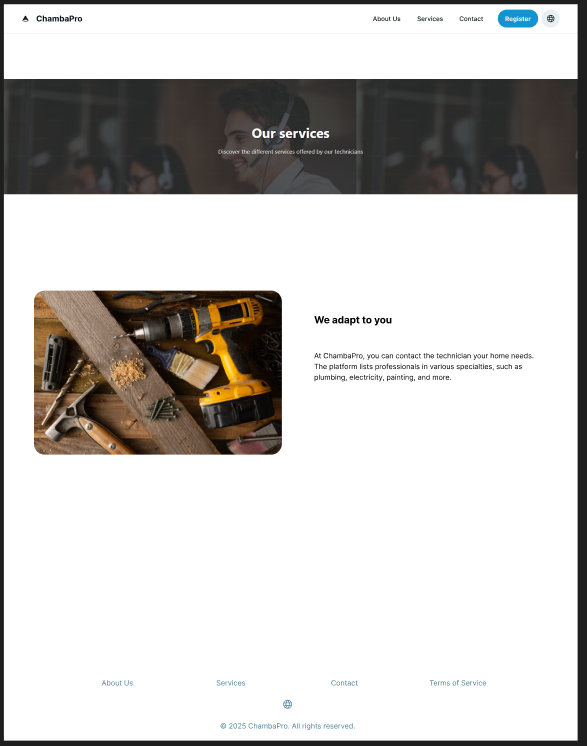 ChambaPro
About Us
Services
Contact
Register
Our services
Discover the different services offered by our technicians
We adapt to you
At ChambaPro, you can contact the technician your home needs.
The platform lists professionals in various specialties, such as
plumbing, electricity, painting, and more.
About Us
Services
Contact
Terms of Service
© 2025 ChambaPro. All rights reserved.